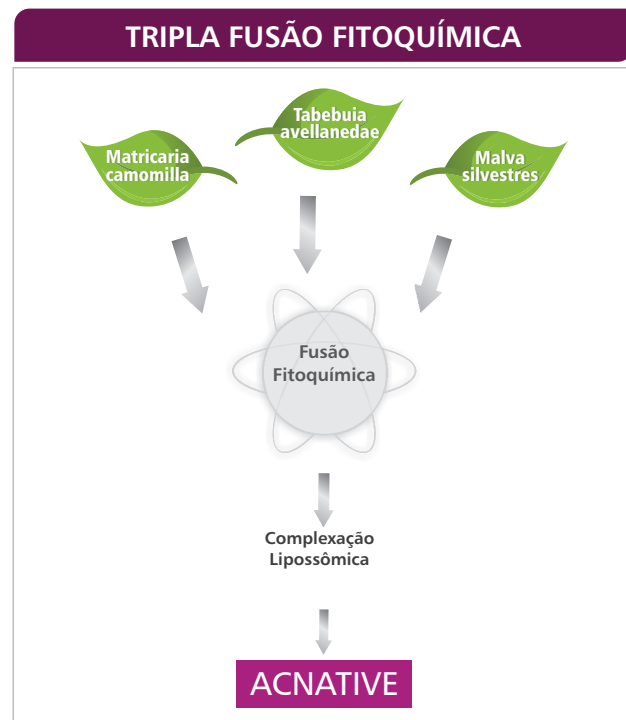 TRIPLA FUSÃO FITOQUÍMICA
Tabebuia
avellanedae
Matricaria
camomilla
Malva
silvestres
Fusão
Fitoquímica
Complexação
Lipossômica
ACNATIVE